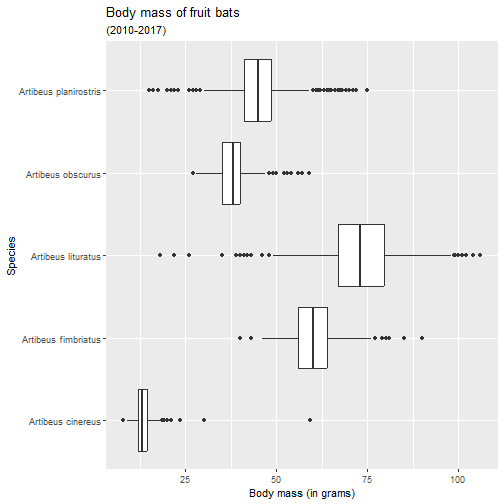 Body mass of fruit bats
(2010-2017)
Artibeus planirostris
Artibeus obscurus
Artibeus lituratus
Artibeus fimbriatus
Artibeus cinereus
Species
25 50 75 100
Body mass (in grams)